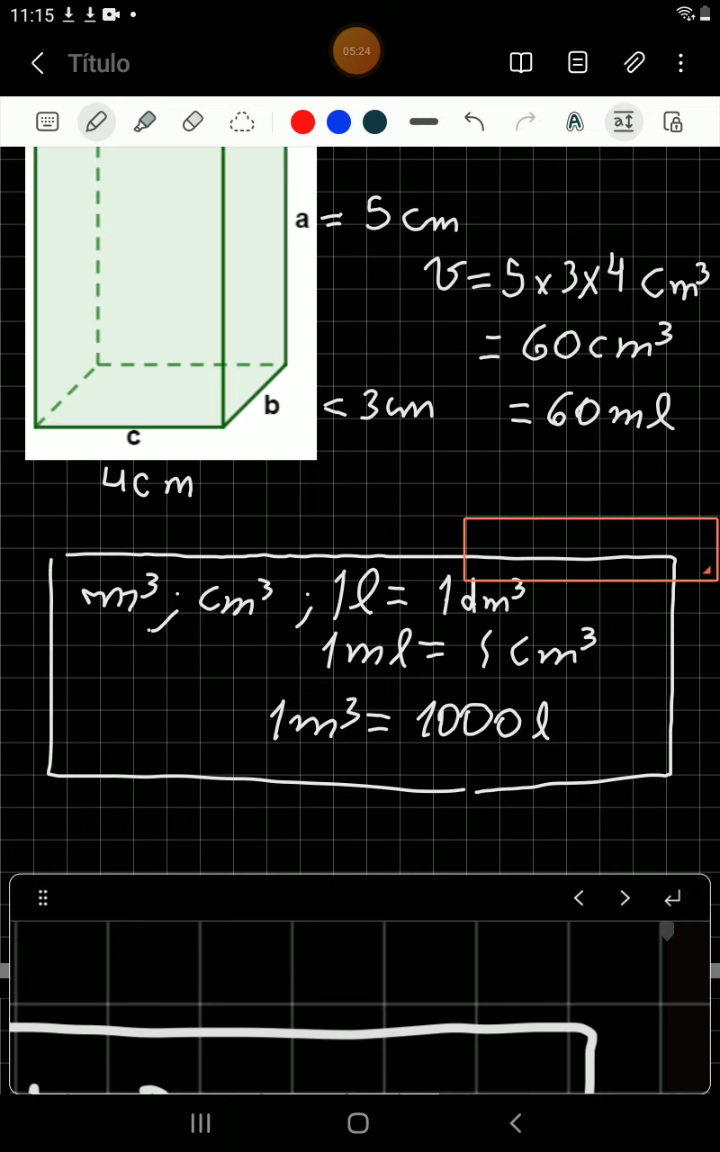 11:15
05:24
Título
a = 5 cm
V = 5 x 3 x 4 cm³
= 60 cm³
b < 3 cm
= 60 ml
c
4 c m
m³ ; cm³ ; 1l = 1dm³
1ml = 1 cm³
1m³ = 1000 l